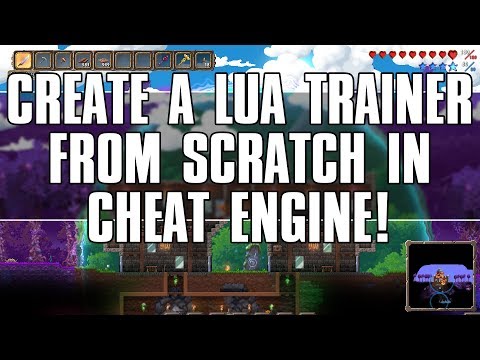 CREATE A LUA TRAINER
FROM SCRATCH IN
CHEAT ENGINE!